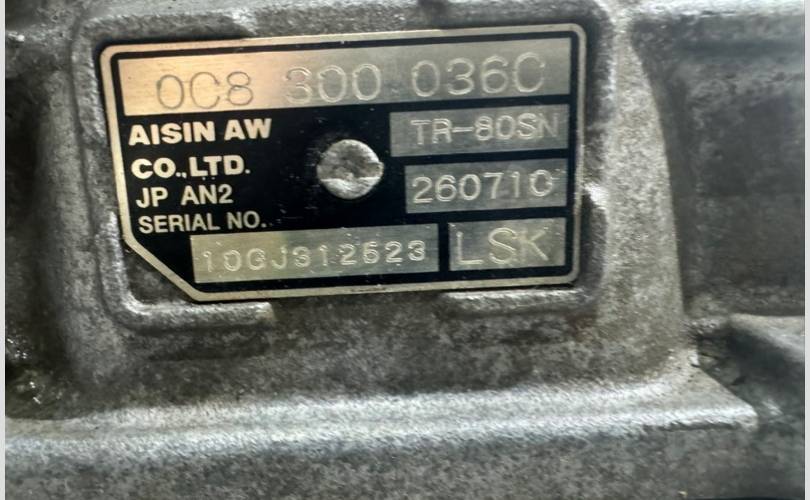 0C8 300 036C
AISIN AW
CO.,LTD.
JP AN2
SERIAL NO.
TR-80SN
260710
10GJ312623
LSK